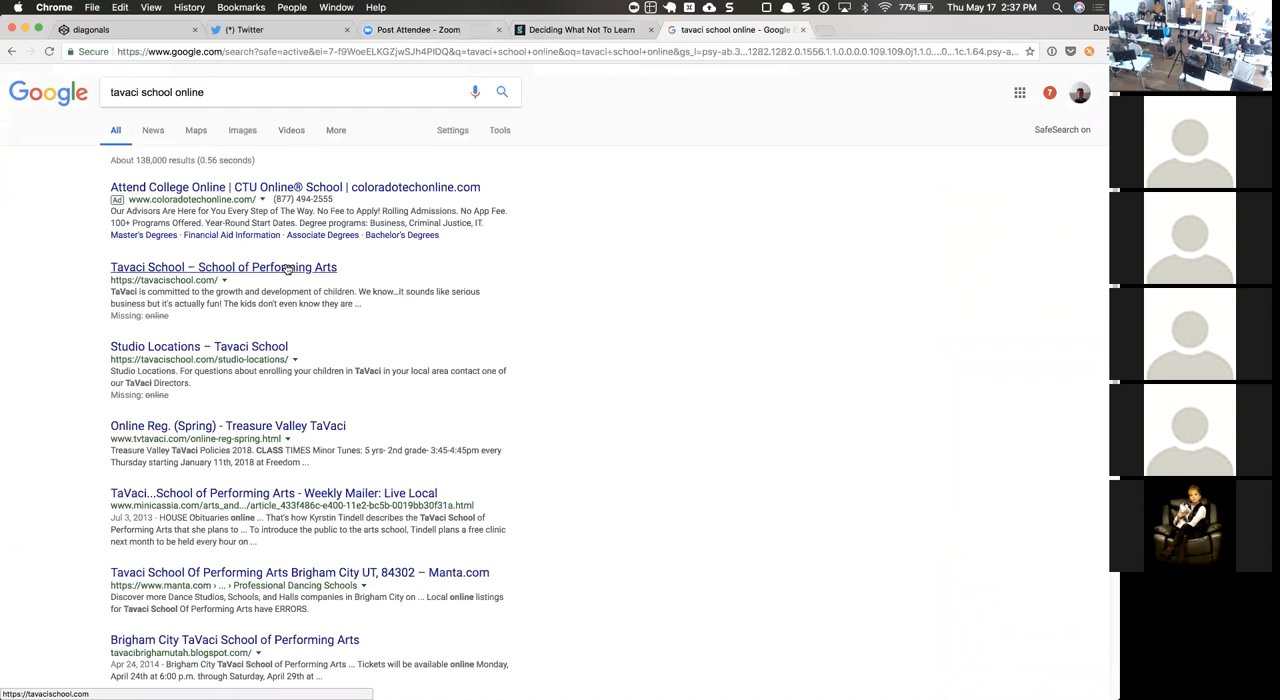 Chrome File Edit View History Bookmarks People Window Help 77% Thu May 17 2:37 PM
diagonals (*) Twitter Post Attendee - Zoom Deciding What Not To Learn tavaci school online - Google Dave
Secure https://www.google.com/search?safe=active&ei=7-f9WoeELKGZjwSJh4PIDQ&q=tavaci+school+online&oq=tavaci+school+online&gs_l=psy-ab.3...1282.1282.0.1556.1.1.0.0.0.0.109.109.0j1.1.0....0...1c.1.64.psy-a...
Google tavaci school online 7
All News Maps Images Videos More Settings Tools SafeSearch on
About 138,000 results (0.56 seconds)
Attend College Online | CTU Online® School | coloradotechonline.com
Ad www.coloradotechonline.com/ (877) 494-2555
Our Advisors Are Here for You Every Step of The Way. No Fee to Apply! Rolling Admissions. No App Fee.
100+ Programs Offered. Year-Round Start Dates. Degree programs: Business, Criminal Justice, IT.
Master's Degrees · Financial Aid Information · Associate Degrees · Bachelor's Degrees
Tavaci School – School of Performing Arts
https://tavacischool.com/
TaVaci is committed to the growth and development of children. We know...it sounds like serious
business but it's actually fun! The kids don't even know they are ...
Missing: online
Studio Locations – Tavaci School
https://tavacischool.com/studio-locations/
Studio Locations. For questions about enrolling your children in TaVaci in your local area contact one of
our TaVaci Directors.
Missing: online
Online Reg. (Spring) - Treasure Valley TaVaci
www.tvtavaci.com/online-reg-spring.html
Treasure Valley TaVaci Policies 2018. CLASS TIMES Minor Tunes: 5 yrs- 2nd grade- 3:45-4:45pm every
Thursday starting January 11th, 2018 at Freedom ...
TaVaci...School of Performing Arts - Weekly Mailer: Live Local
www.minicassia.com/arts_and.../article_433f486c-e400-11e2-bc5b-0019bb30f31a.html
Jul 3, 2013 - HOUSE Obituaries online ... That's how Kyrstin Tindell describes the TaVaci School of
Performing Arts that she plans to ... To introduce the public to the arts school, Tindell plans a free clinic
next month to be held every hour on ...
Tavaci School Of Performing Arts Brigham City UT, 84302 – Manta.com
https://www.manta.com › ... › Professional Dancing Schools
Discover more Dance Studios, Schools, and Halls companies in Brigham City on ... Local online listings
for Tavaci School Of Performing Arts have ERRORS.
Brigham City TaVaci School of Performing Arts
tavacibrighamutah.blogspot.com/
Apr 24, 2014 - Brigham City TaVaci School of Performing Arts ... Tickets will be available online Monday,
April 24th at 6:00 p.m. through Saturday, April 29th at ...
https://tavacischool.com